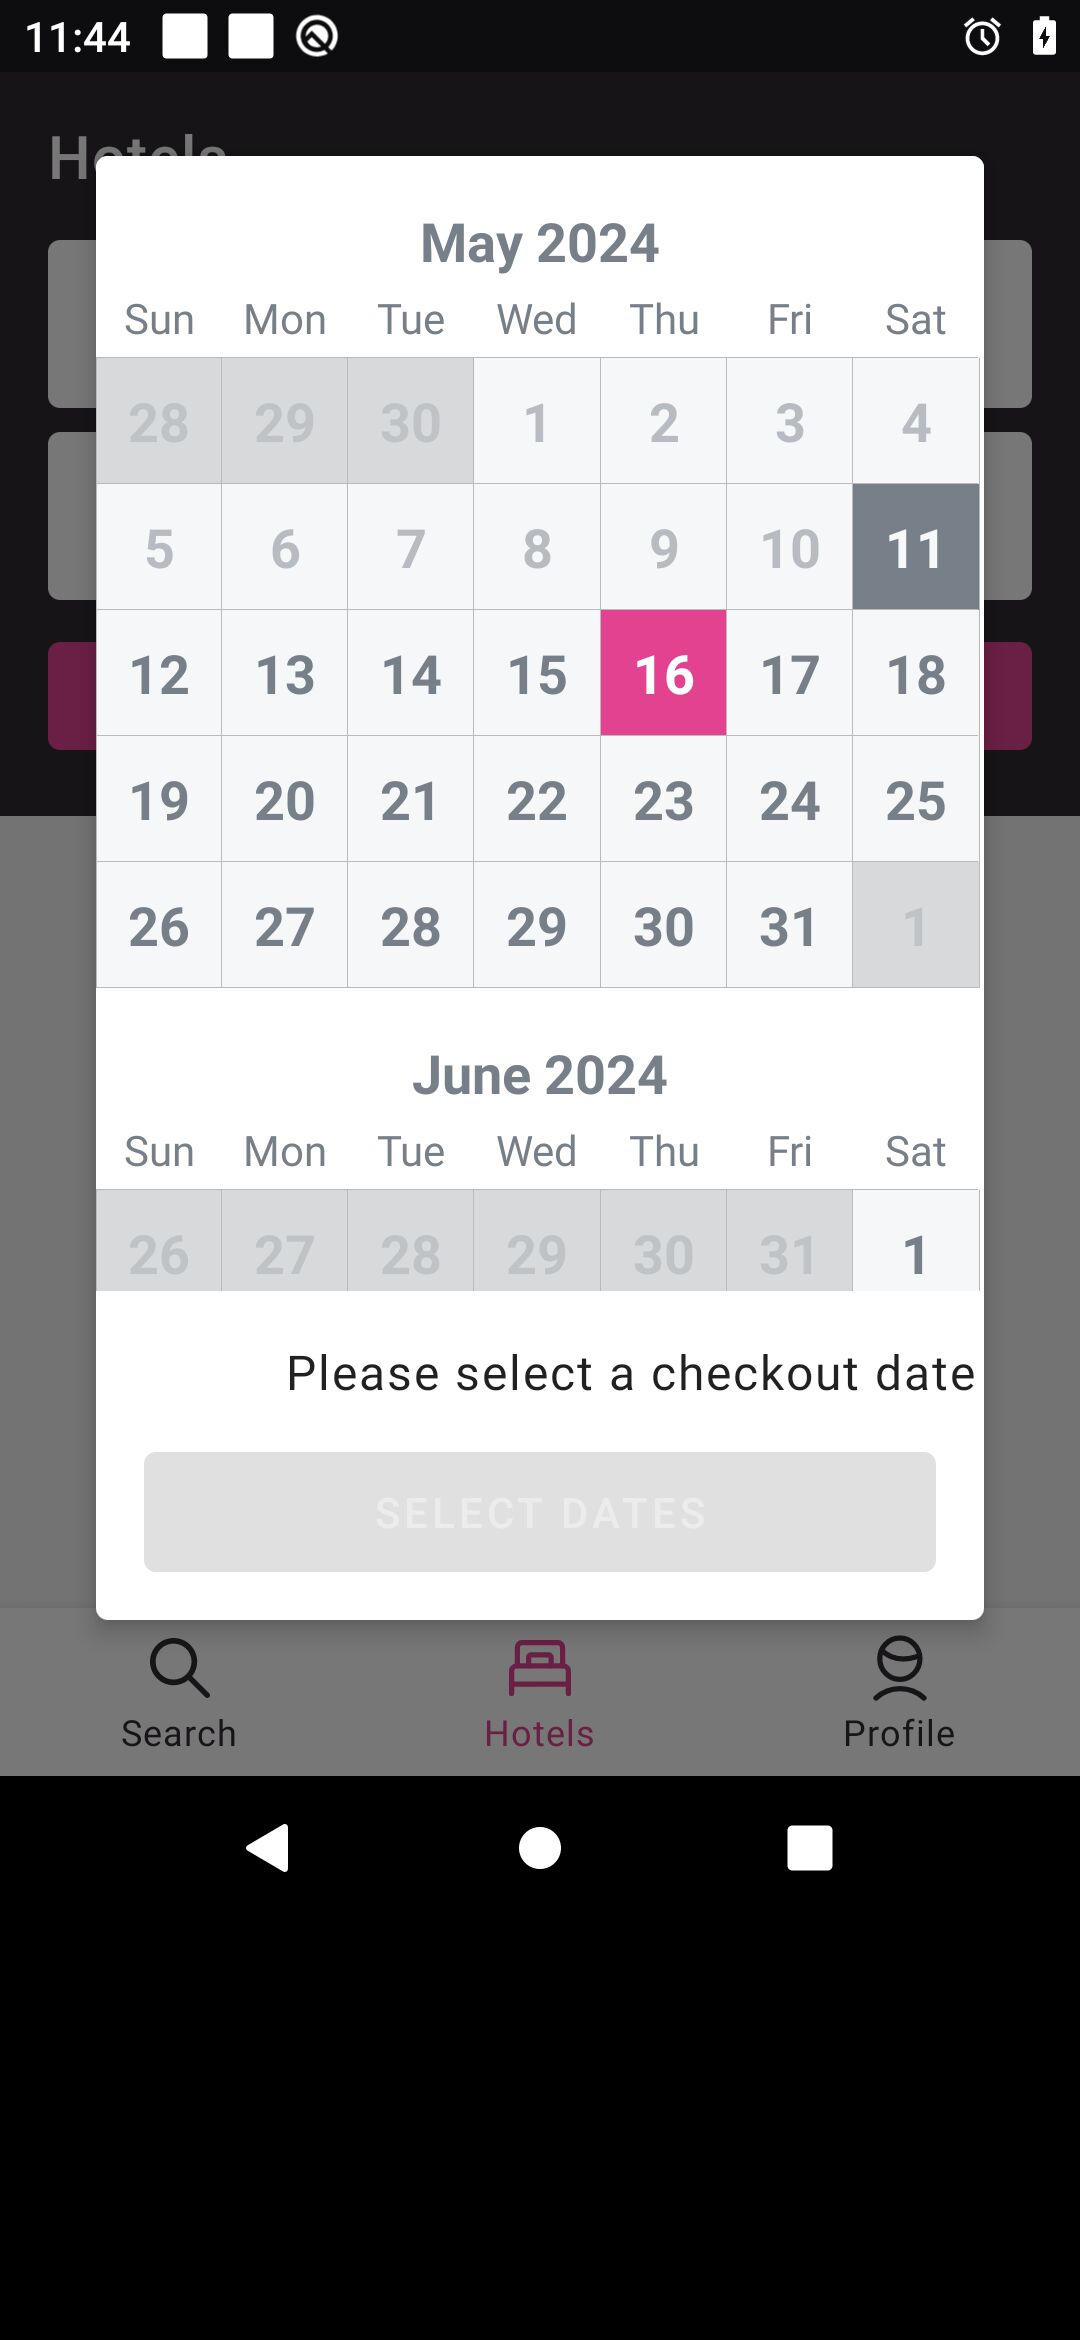 11:44
Hotels
May 2024
Sun Mon Tue Wed Thu Fri Sat
28 29 30 1 2 3 4
5 6 7 8 9 10 11
12 13 14 15 16 17 18
19 20 21 22 23 24 25
26 27 28 29 30 31 1
June 2024
Sun Mon Tue Wed Thu Fri Sat
26 27 28 29 30 31 1
Please select a checkout date
SELECT DATES
Search Hotels Profile